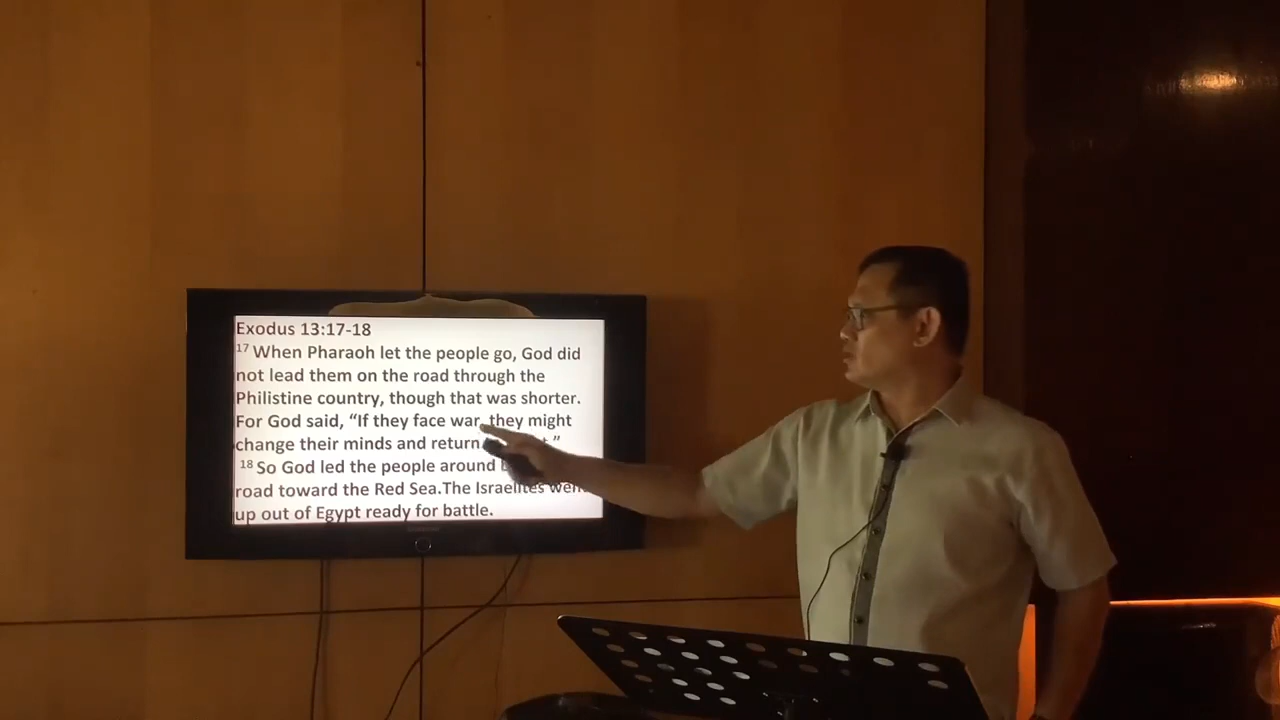 Exodus 13:17-18
17 When Pharaoh let the people go, God did
not lead them on the road through the
Philistine country, though that was shorter.
For God said, “If they face war, they might
change their minds and return ”
18 So God led the people around
road toward the Red Sea.The Israelites
up out of Egypt ready for battle.